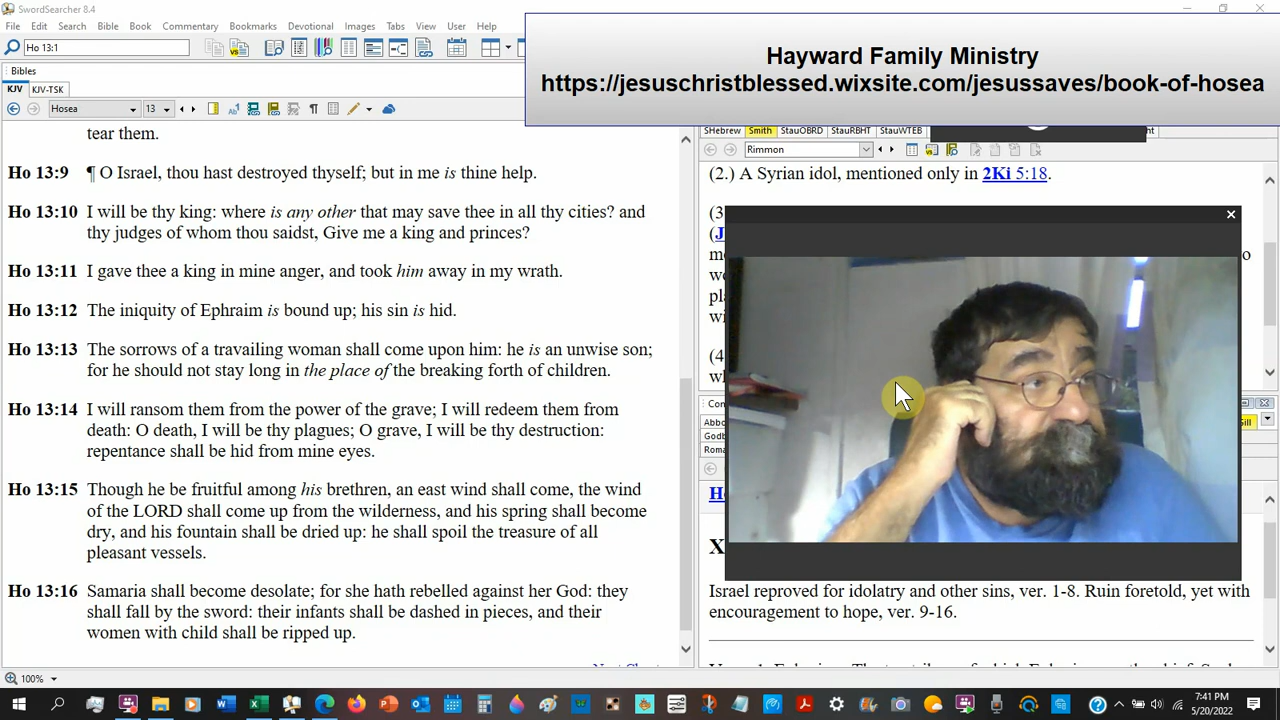 SwordSearcher 8.4
File Edit Search Bible Book Commentary Bookmarks Devotional Images Tabs View User Help
Ho 13:1
Hayward Family Ministry
https://jesuschristblessed.wixsite.com/jesussaves/book-of-hosea
Bibles
KJV KJV-TSK
Hosea 13
tear them.
Ho 13:9 ¶ O Israel, thou hast destroyed thyself; but in me is thine help.
Ho 13:10 I will be thy king: where is any other that may save thee in all thy cities? and
thy judges of whom thou saidst, Give me a king and princes?
Ho 13:11 I gave thee a king in mine anger, and took him away in my wrath.
Ho 13:12 The iniquity of Ephraim is bound up; his sin is hid.
Ho 13:13 The sorrows of a travailing woman shall come upon him: he is an unwise son;
for he should not stay long in the place of the breaking forth of children.
Ho 13:14 I will ransom them from the power of the grave; I will redeem them from
death: O death, I will be thy plagues; O grave, I will be thy destruction:
repentance shall be hid from mine eyes.
Ho 13:15 Though he be fruitful among his brethren, an east wind shall come, the wind
of the LORD shall come up from the wilderness, and his spring shall become
dry, and his fountain shall be dried up: he shall spoil the treasure of all
pleasant vessels.
Ho 13:16 Samaria shall become desolate; for she hath rebelled against her God: they
shall fall by the sword: their infants shall be dashed in pieces, and their
women with child shall be ripped up.
100%
SHebrew Smith StauOBRD StauRBHT StauWTEB
Rimmon
(2.) A Syrian idol, mentioned only in 2Ki 5:18.
Israel reproved for idolatry and other sins, ver. 1-8. Ruin foretold, yet with
encouragement to hope, ver. 9-16.
7:41 PM
5/20/2022